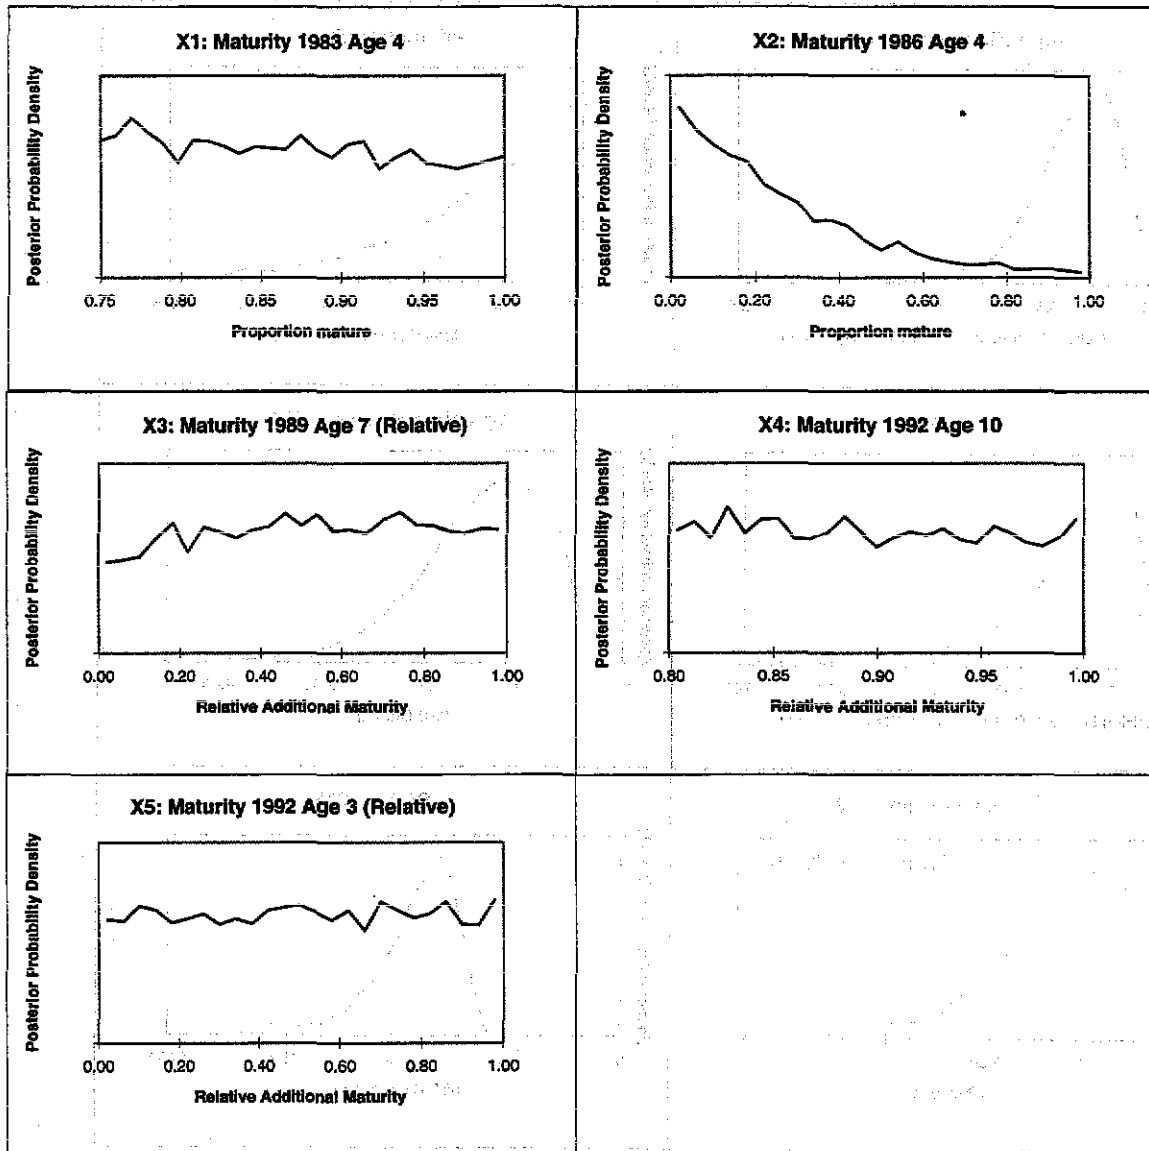 X1: Maturity 1983 Age 4
Posterior Probability Density
0.75 0.80 0.85 0.90 0.95 1.00
Proportion mature
X2: Maturity 1986 Age 4
Posterior Probability Density
0.00 0.20 0.40 0.60 0.80 1.00
Proportion mature
X3: Maturity 1989 Age 7 (Relative)
Posterior Probability Density
0.00 0.20 0.40 0.60 0.80 1.00
Relative Additional Maturity
X4: Maturity 1992 Age 10
Posterior Probability Density
0.80 0.85 0.90 0.95 1.00
Relative Additional Maturity
X5: Maturity 1992 Age 3 (Relative)
Posterior Probability Density
0.00 0.20 0.40 0.60 0.80 1.00
Relative Additional Maturity